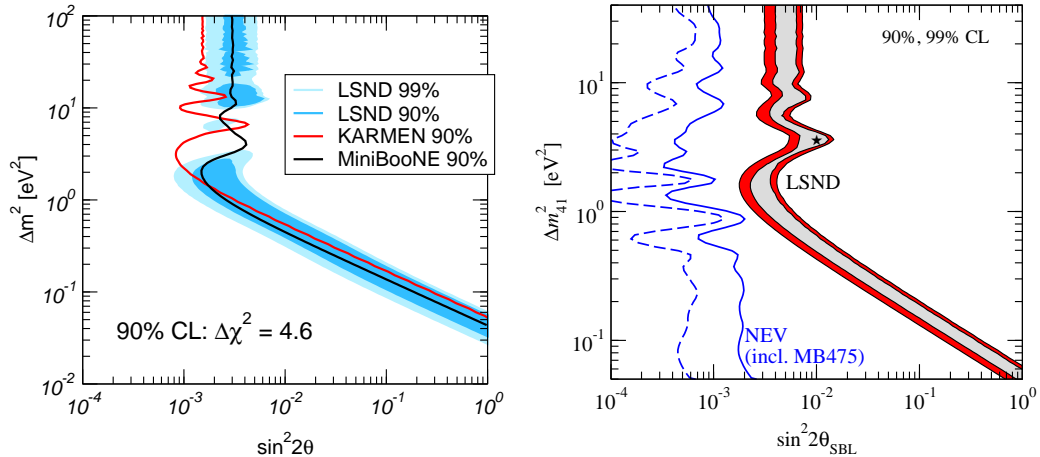 10^2
10^1
10^0
10^-1
10^-2
Δm^2 [eV^2]
LSND 99%
LSND 90%
KARMEN 90%
MiniBooNE 90%
90% CL: Δχ^2 = 4.6
10^-4 10^-3 10^-2 10^-1 10^0
sin^2 2θ
10^1
10^0
10^-1
Δm^2_41 [eV^2]
90%, 99% CL
★
LSND
NEV
(incl. MB475)
10^-4 10^-3 10^-2 10^-1 10^0
sin^2 2θ_SBL